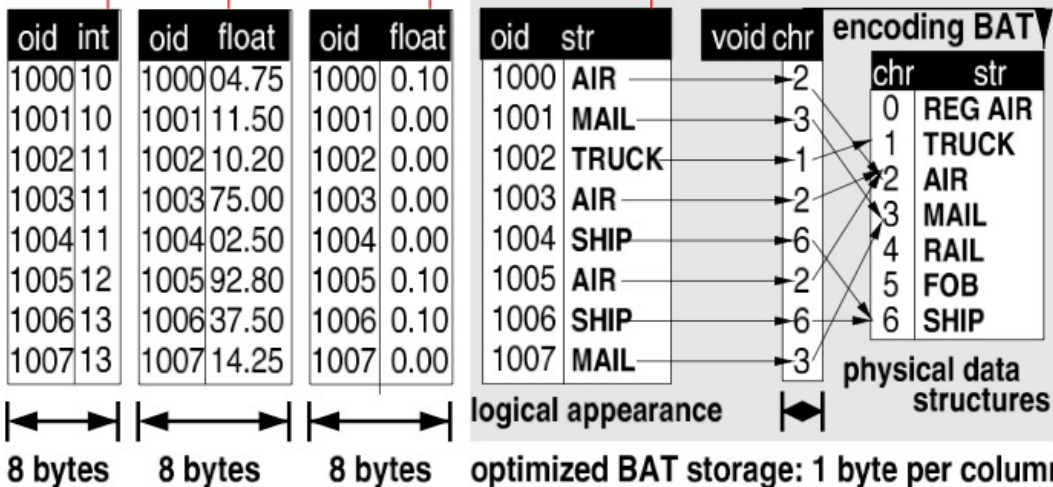 oid int oid float oid float oid str void chr encoding BAT
chr str
1000 10 1000 04.75 1000 0.10 1000 AIR 2 0 REG AIR
1001 10 1001 11.50 1001 0.00 1001 MAIL 3 1 TRUCK
1002 11 1002 10.20 1002 0.00 1002 TRUCK 1 2 AIR
1003 11 1003 75.00 1003 0.00 1003 AIR 2 3 MAIL
1004 11 1004 02.50 1004 0.00 1004 SHIP 6 4 RAIL
1005 12 1005 92.80 1005 0.10 1005 AIR 2 5 FOB
1006 13 1006 37.50 1006 0.10 1006 SHIP 6 6 SHIP
1007 13 1007 14.25 1007 0.00 1007 MAIL 3
physical data
logical appearance structures
8 bytes 8 bytes 8 bytes optimized BAT storage: 1 byte per colum